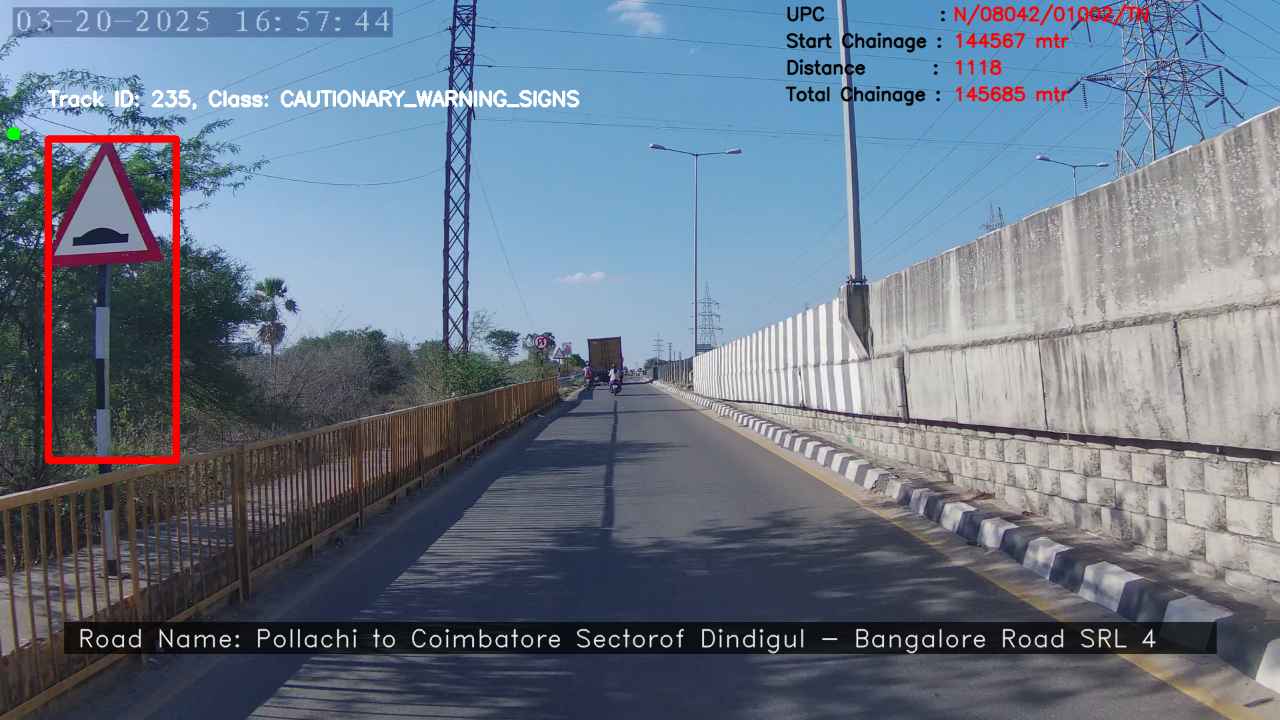 03-20-2025 16:57:44
UPC : N/08042/01002/TN
Start Chainage : 144567 mtr
Distance : 1118
Total Chainage : 145685 mtr
Track ID: 235, Class: CAUTIONARY_WARNING_SIGNS
Road Name: Pollachi to Coimbatore Sectorof Dindigul - Bangalore Road SRL 4